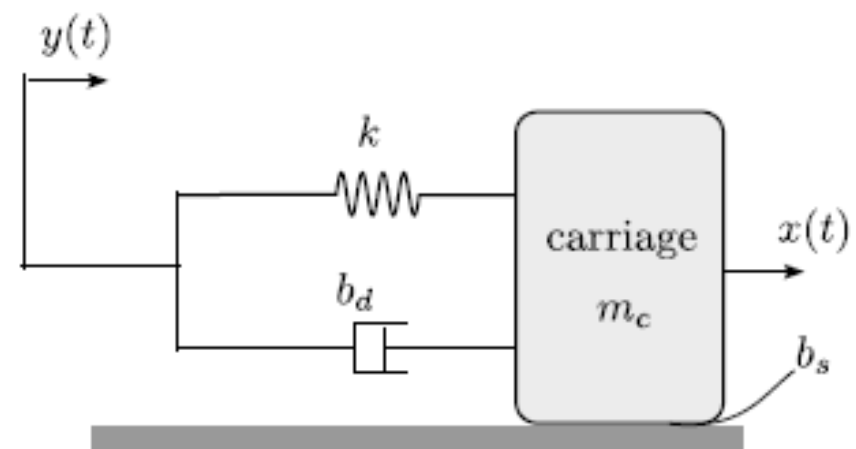 y(t)
k
carriage
x(t)
b_d
m_c
b_s